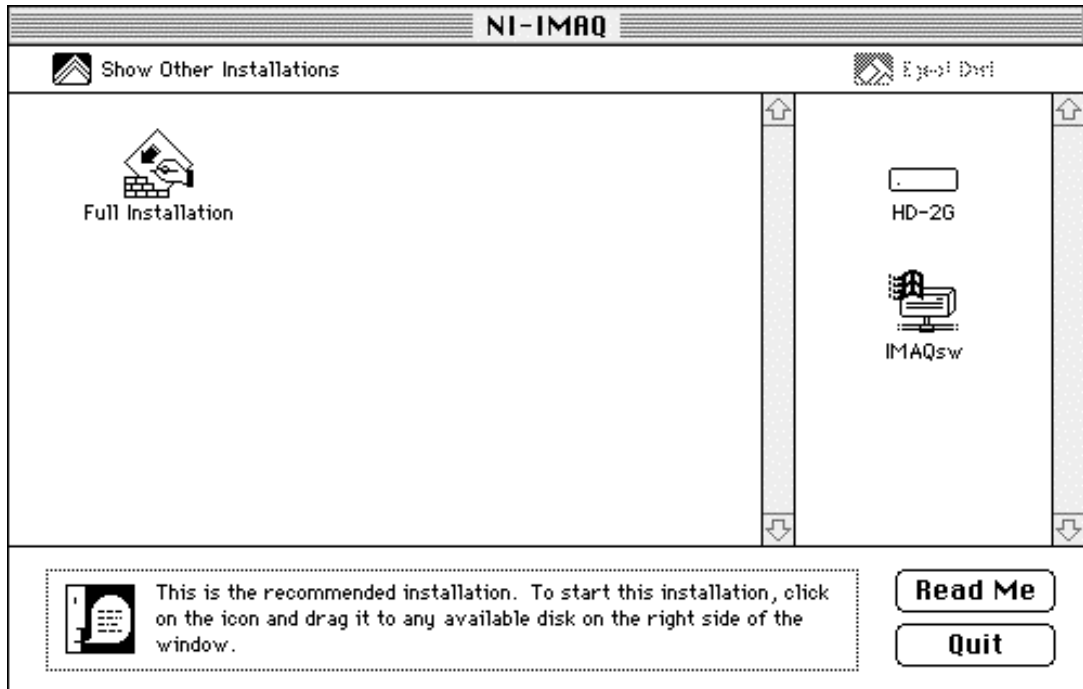 NI-IMAQ
Show Other Installations
Full Installation
HD-2G
IMAQsw
This is the recommended installation. To start this installation, click
on the icon and drag it to any available disk on the right side of the
window.
Read Me
Quit